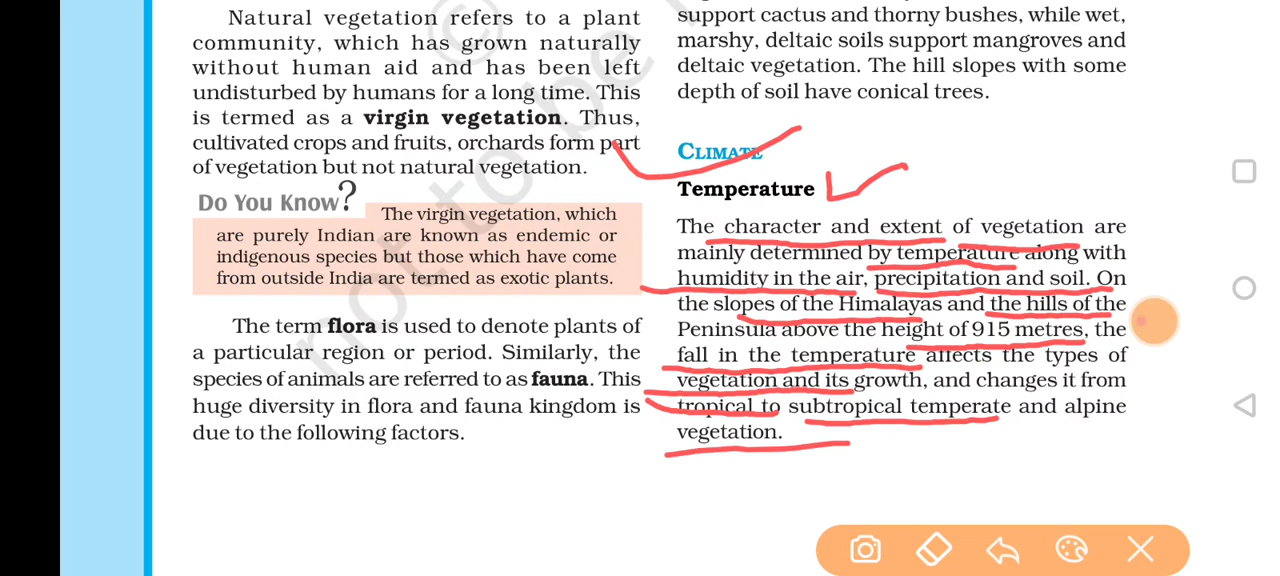 Natural vegetation refers to a plant
community, which has grown naturally
without human aid and has been left
undisturbed by humans for a long time. This
is termed as a virgin vegetation. Thus,
cultivated crops and fruits, orchards form part
of vegetation but not natural vegetation.
Do You Know?
The virgin vegetation, which
are purely Indian are known as endemic or
indigenous species but those which have come
from outside India are termed as exotic plants.
The term flora is used to denote plants of
a particular region or period. Similarly, the
species of animals are referred to as fauna. This
huge diversity in flora and fauna kingdom is
due to the following factors.
support cactus and thorny bushes, while wet,
marshy, deltaic soils support mangroves and
deltaic vegetation. The hill slopes with some
depth of soil have conical trees.
CLIMATE
Temperature
The character and extent of vegetation are
mainly determined by temperature along with
humidity in the air, precipitation and soil. On
the slopes of the Himalayas and the hills of the
Peninsula above the height of 915 metres, the
fall in the temperature affects the types of
vegetation and its growth, and changes it from
tropical to subtropical temperate and alpine
vegetation.
© not to be